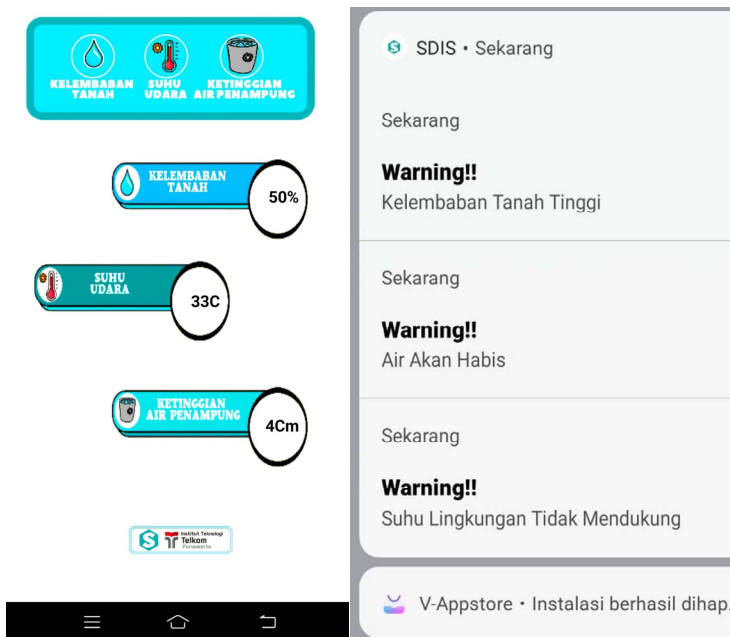 KELEMBABAN
TANAH
SUHU
UDARA
KETINGGIAN
AIR PENAMPUNG
KELEMBABAN
TANAH
50%
SUHU
UDARA
33C
KETINGGIAN
AIR PENAMPUNG
4Cm
Institut Teknologi
Telkom
Purwokerto
SDIS • Sekarang
Sekarang
Warning!!
Kelembaban Tanah Tinggi
Sekarang
Warning!!
Air Akan Habis
Sekarang
Warning!!
Suhu Lingkungan Tidak Mendukung
V-Appstore • Instalasi berhasil dihap.